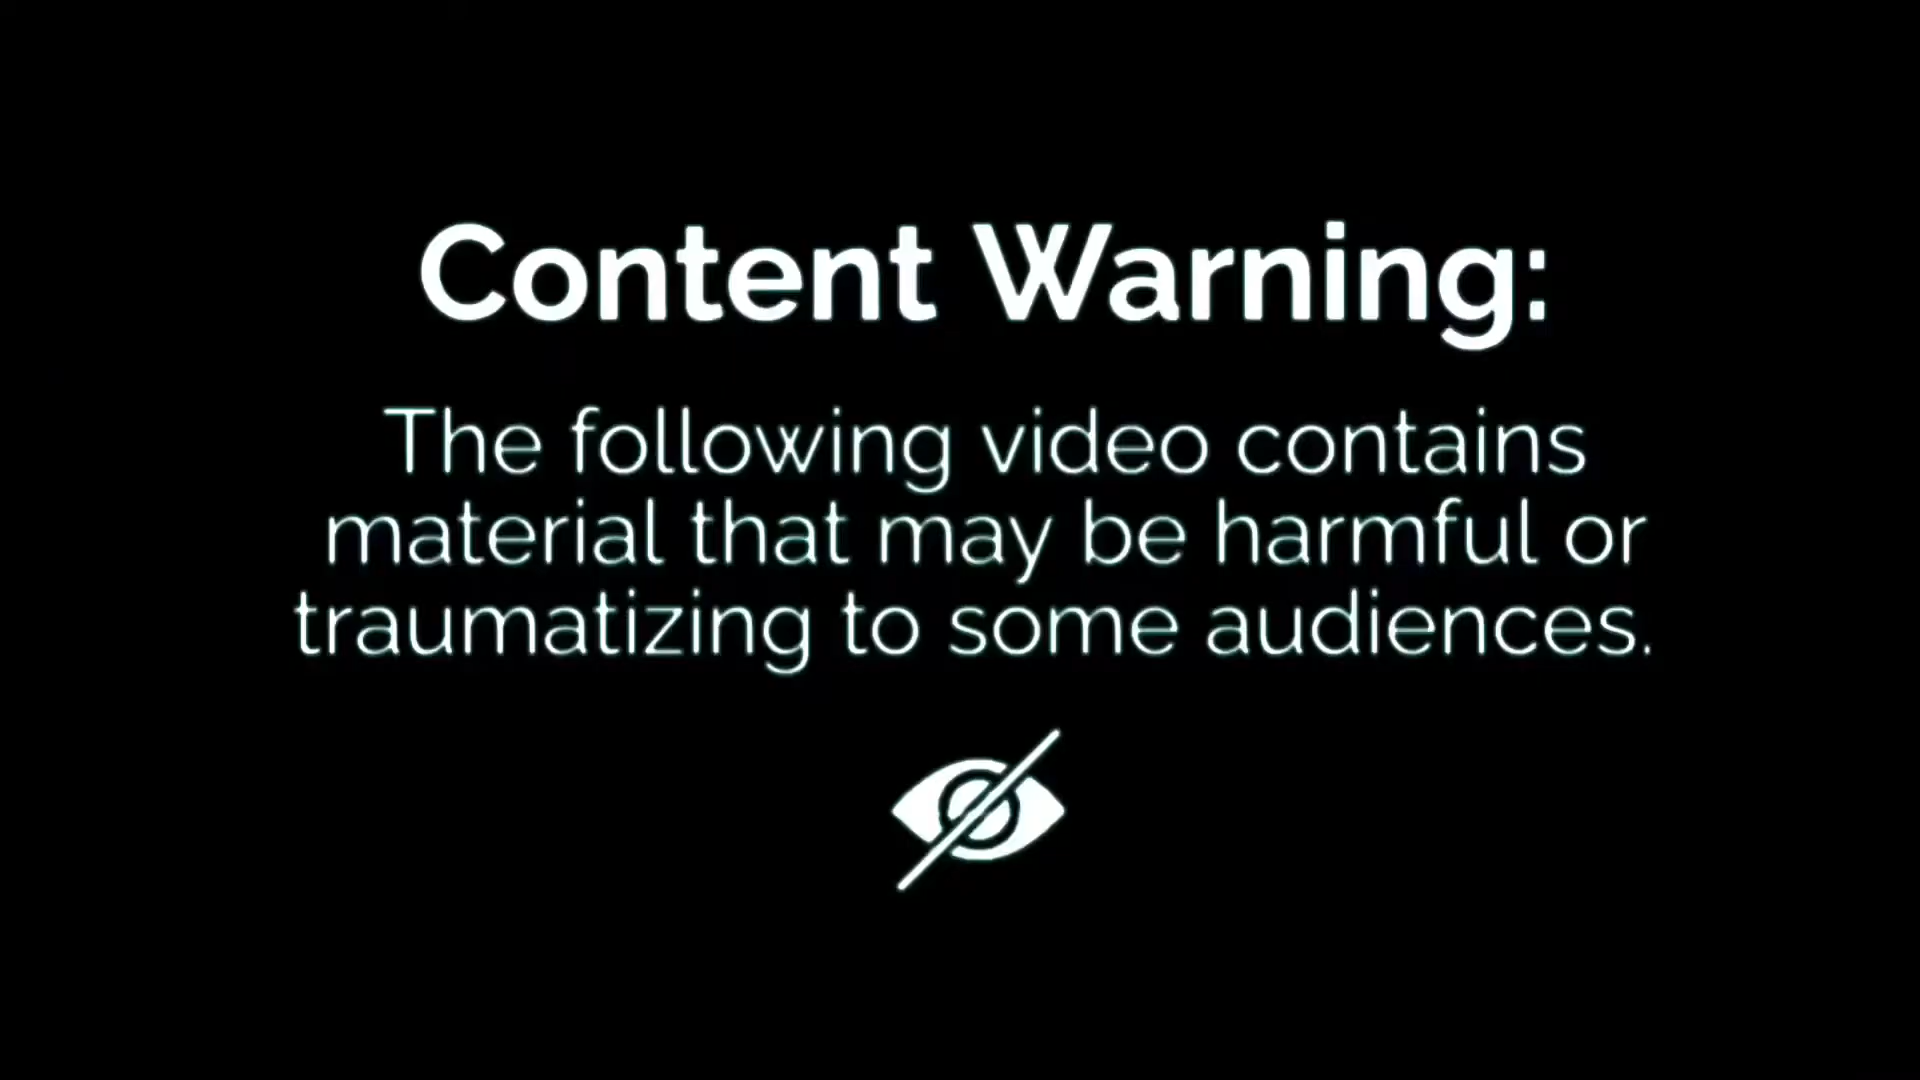 Content Warning:
The following video contains
material that may be harmful or
traumatizing to some audiences.